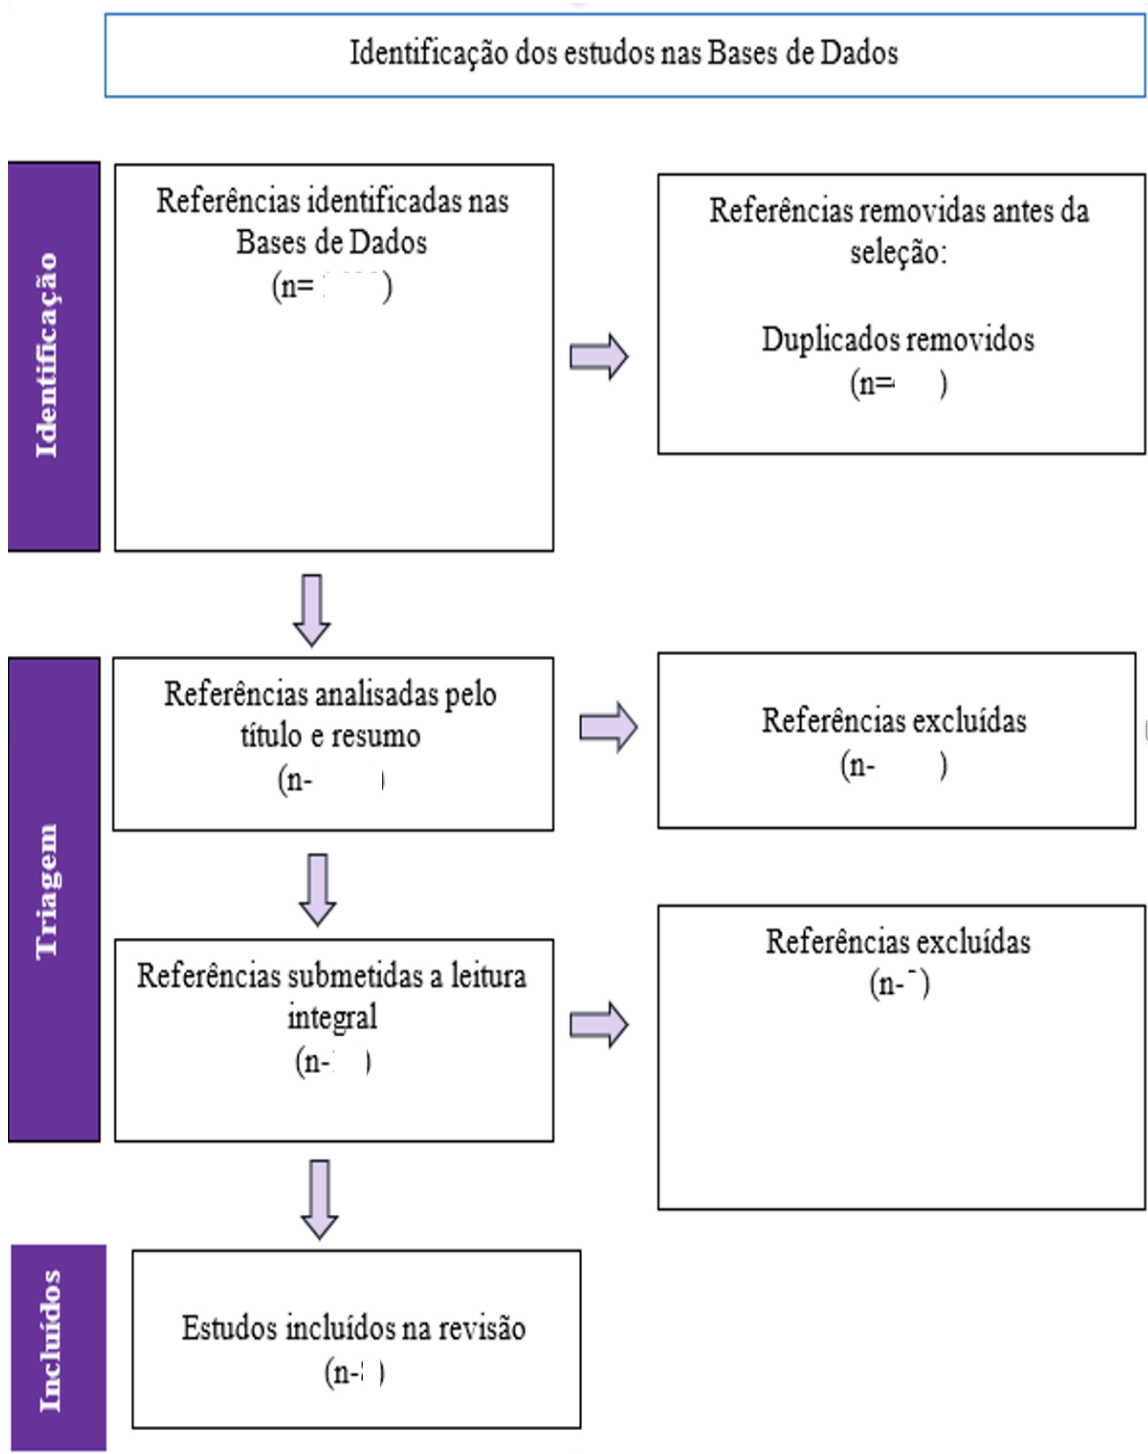 Identificação dos estudos nas Bases de Dados
Identificação
Referências identificadas nas
Bases de Dados
(n= )
Referências removidas antes da
seleção:
Duplicados removidos
(n= )
Triagem
Referências analisadas pelo
título e resumo
(n- )
Referências excluídas
(n- )
Referências submetidas a leitura
integral
(n- )
Referências excluídas
(n- )
Incluídos
Estudos incluídos na revisão
(n- )